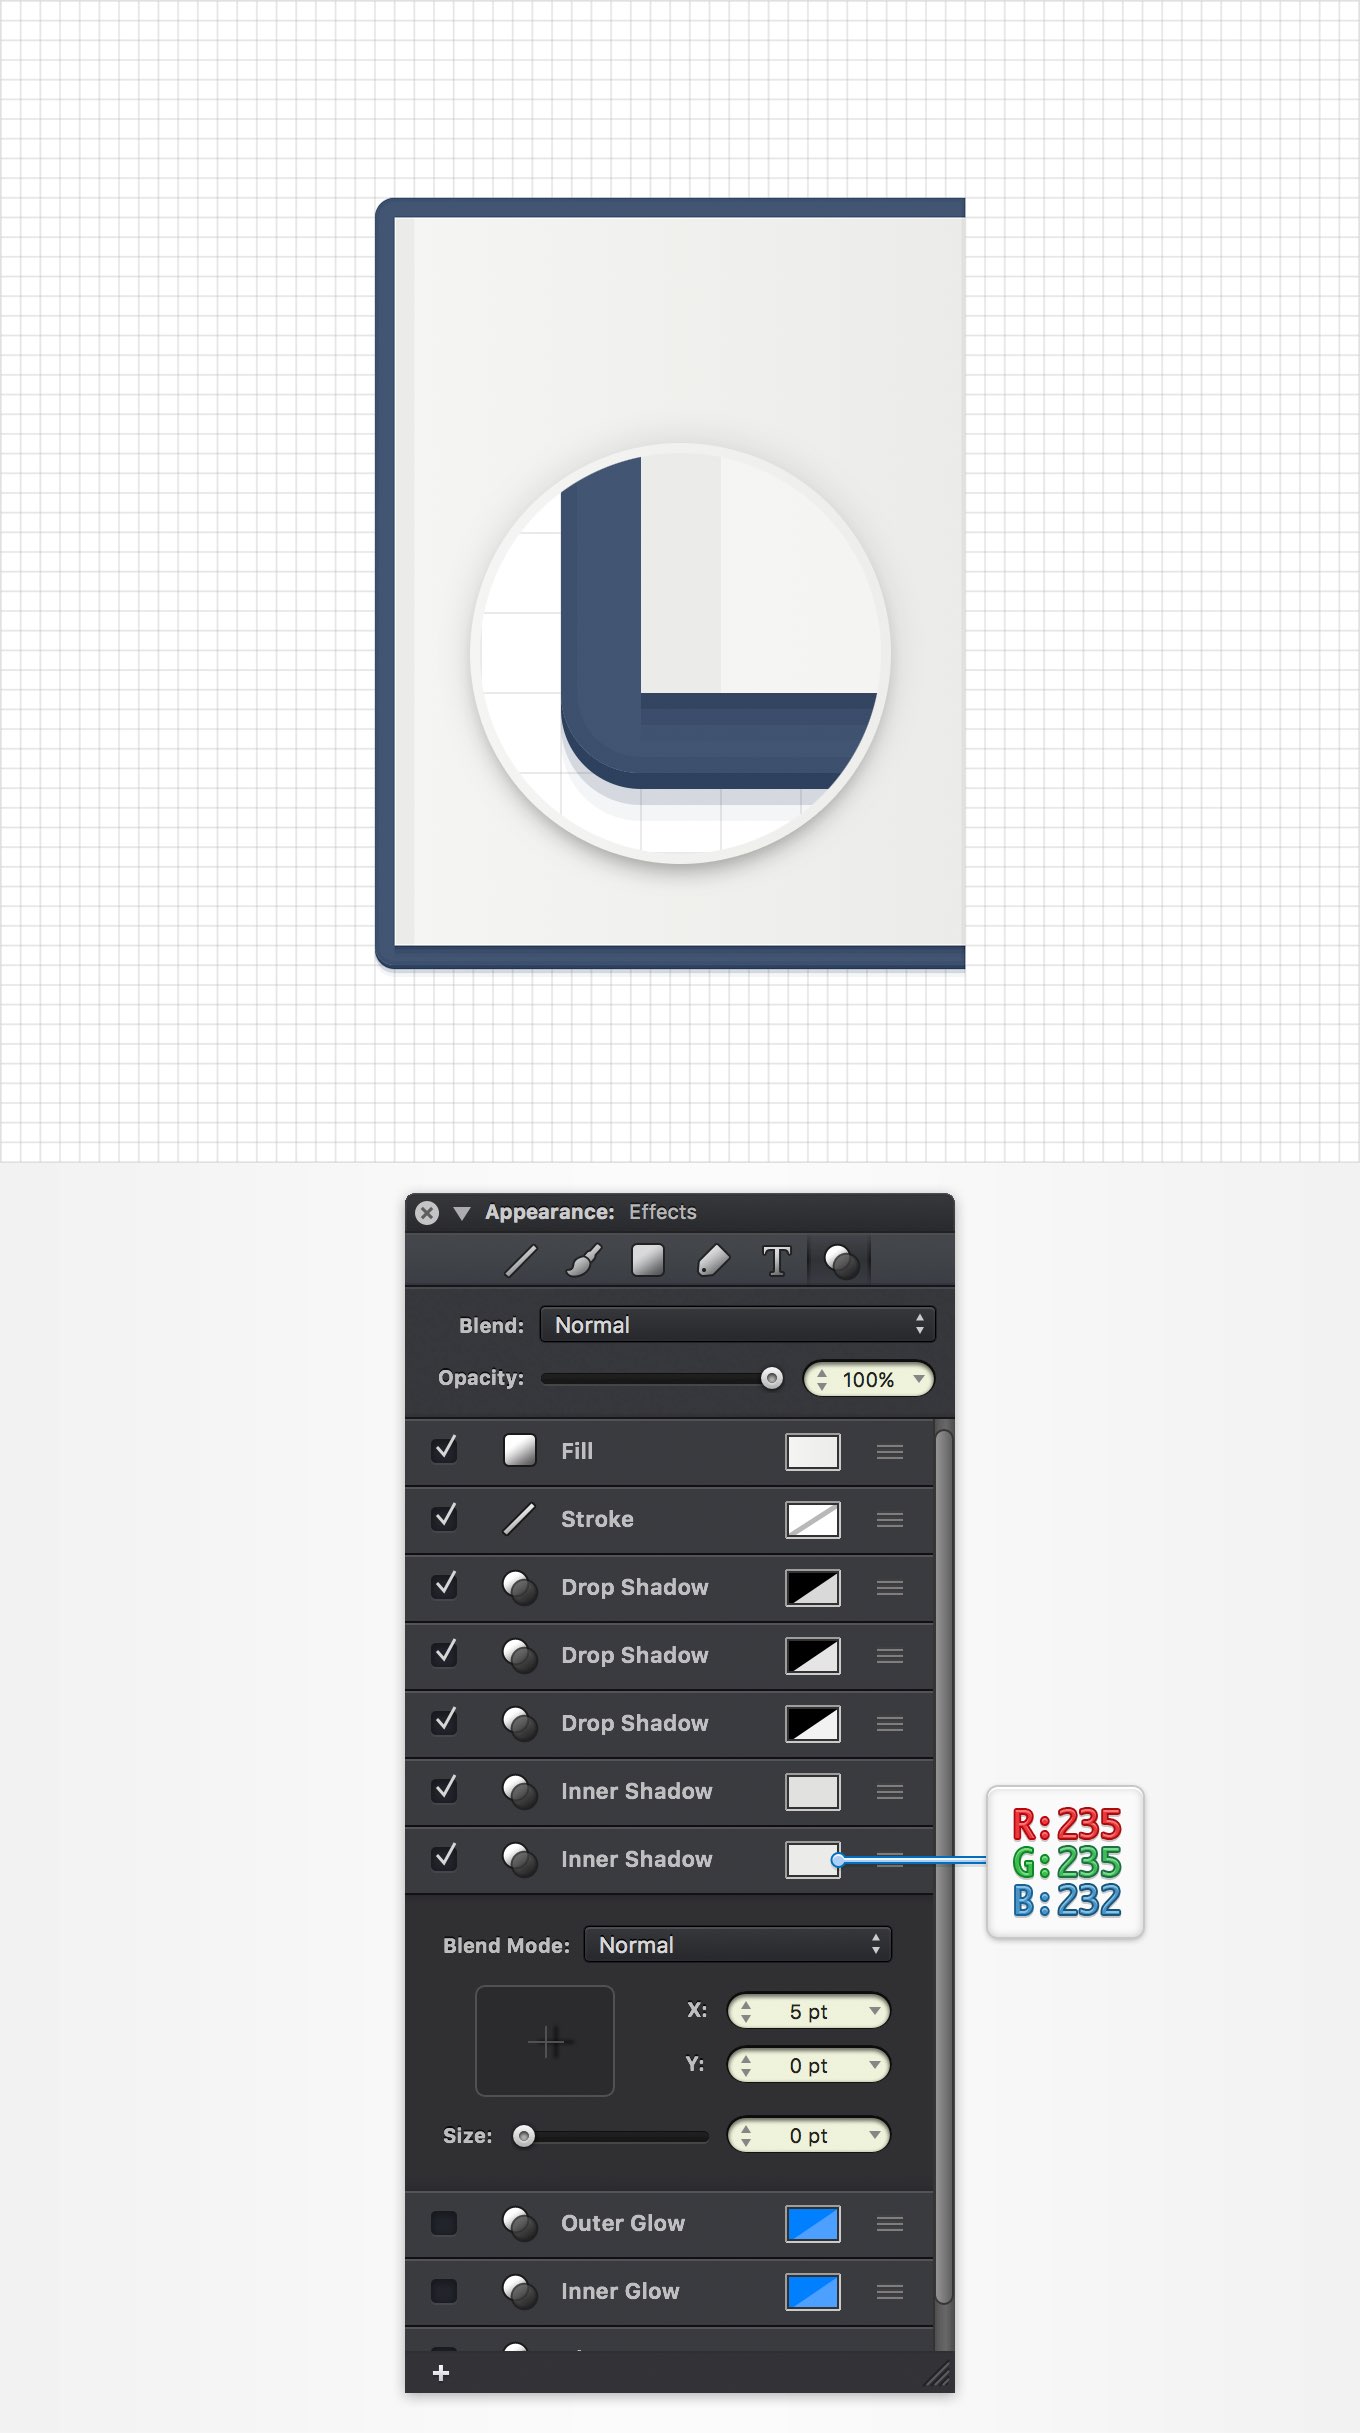 Appearance: Effects
T
Blend: Normal
Opacity: 100%
Fill
Stroke
Drop Shadow
Drop Shadow
Drop Shadow
Inner Shadow
Inner Shadow
R:235
G:235
B:232
Blend Mode: Normal
X: 5 pt
Y: 0 pt
Size: 0 pt
Outer Glow
Inner Glow